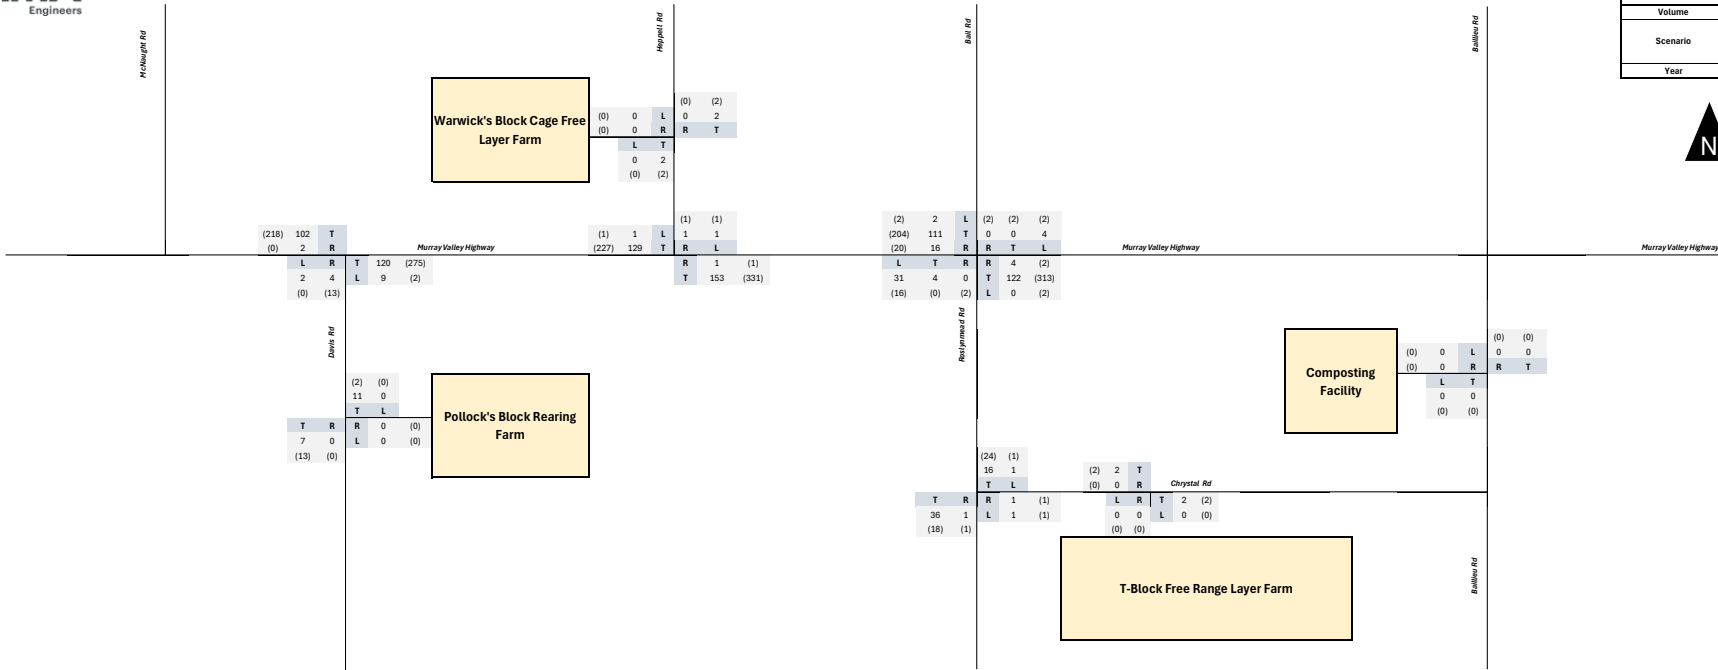 Engineers
McNaught Rd
Heppell Rd
Ball Rd
Baillieu Rd
Volume
Scenario
Year
N
Warwick's Block Cage Free
Layer Farm
(0) (2)
(0) 0 L 0 2
(0) 0 R R T
L T
0 2
(0) (2)
(218) 102 T
(0) 2 R
L R T 120 (275)
2 4 L 9 (2)
(0) (13)
Murray Valley Highway
(1) (1)
(1) 1 L 1 1
(227) 129 T R L
R 1 (1)
T 153 (331)
(2) 2 L (2) (2) (2)
(204) 111 T 0 0 4
(20) 16 R R T L
L T R R 4 (2)
31 4 0 T 122 (313)
(16) (0) (2) L 0 (2)
Murray Valley Highway
Murray Valley Highway
Davis Rd
Roslynmead Rd
(2) (0)
11 0
T L
T R R 0 (0)
7 0 L 0 (0)
(13) (0)
Pollock's Block Rearing
Farm
Composting
Facility
(0) (0)
(0) 0 L 0 0
(0) 0 R R T
L T
0 0
(0) (0)
(24) (1)
16 1
T L
T R R 1 (1)
36 1 L 1 (1)
(18) (1)
(2) 2 T
(0) 0 R
Chrystal Rd
L R T 2 (2)
0 0 L 0 (0)
(0) (0)
T-Block Free Range Layer Farm
Baillieu Rd